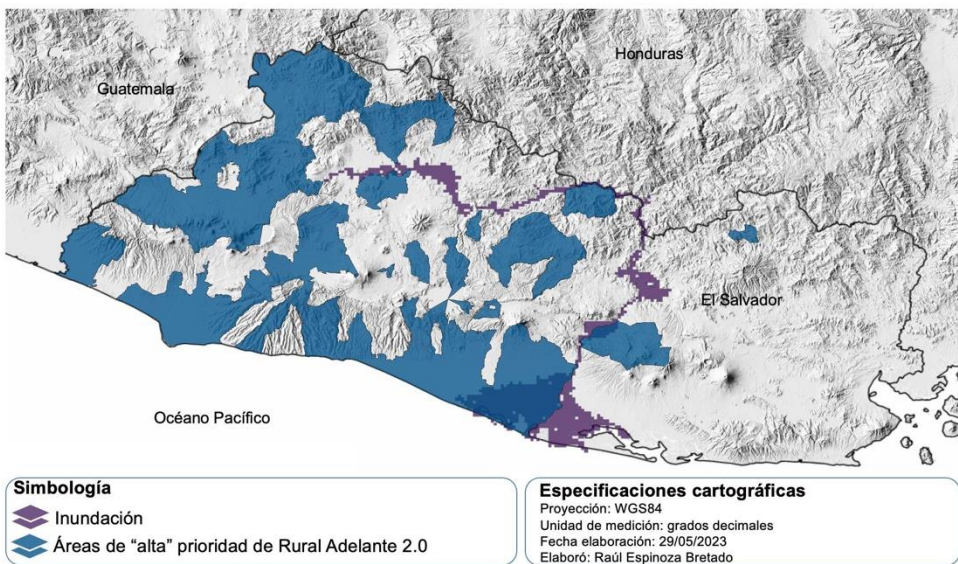 Honduras
Guatemala
El Salvador
Océano Pacífico
Simbología
Inundación
Áreas de “alta” prioridad de Rural Adelante 2.0
Especificaciones cartográficas
Proyección: WGS84
Unidad de medición: grados decimales
Fecha elaboración: 29/05/2023
Elaboró: Raúl Espinoza Bretado